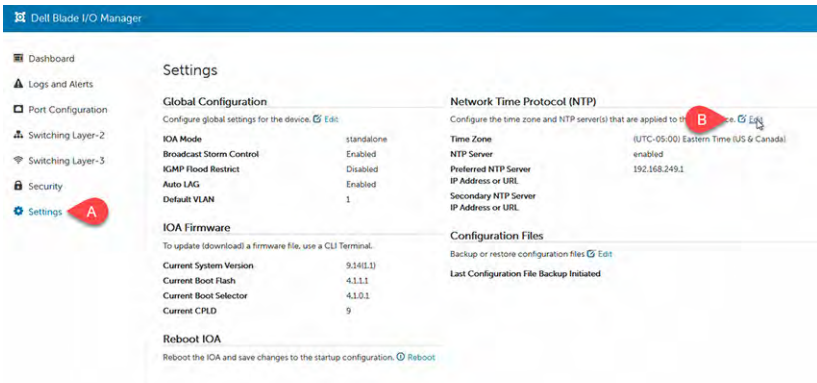 Dell Blade I/O Manager
Dashboard
Logs and Alerts
Port Configuration
Switching Layer-2
Switching Layer-3
Security
Settings
A
Settings
Global Configuration
Configure global settings for the device. Edit
IOA Mode standalone
Broadcast Storm Control Enabled
IGMP Flood Restrict Disabled
Auto LAG Enabled
Default VLAN 1
IOA Firmware
To update (download) a firmware file, use a CLI Terminal.
Current System Version 9.14(1.1)
Current Boot Flash 4.1.1.1
Current Boot Selector 4.1.0.1
Current CPLD 9
Reboot IOA
Reboot the IOA and save changes to the startup configuration. Reboot
Network Time Protocol (NTP)
Configure the time zone and NTP server(s) that are applied to ce. Edit
B
Time Zone (UTC-05:00) Eastern Time (US & Canada)
NTP Server enabled
Preferred NTP Server 192.168.249.1
IP Address or URL
Secondary NTP Server
IP Address or URL
Configuration Files
Backup or restore configuration files Edit
Last Configuration File Backup Initiated